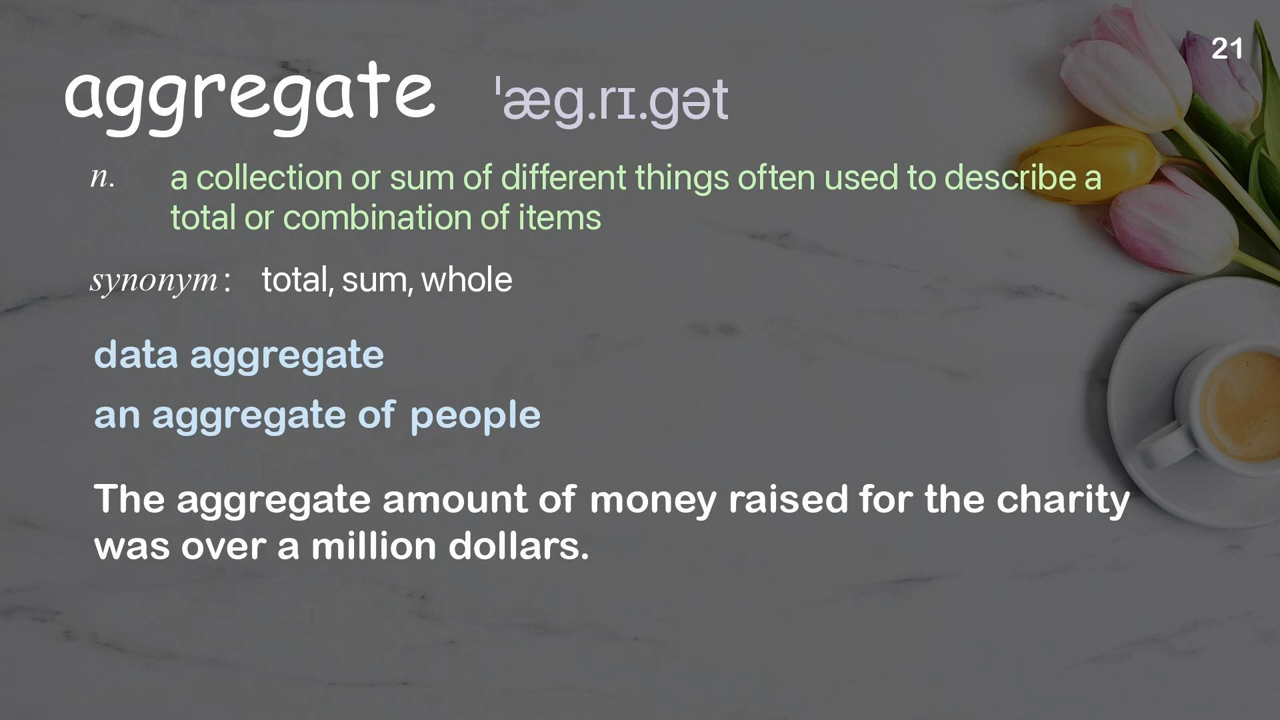 21
aggregate ˈæg.rɪ.gət
n. a collection or sum of different things often used to describe a
total or combination of items
synonym: total, sum, whole
data aggregate
an aggregate of people
The aggregate amount of money raised for the charity
was over a million dollars.